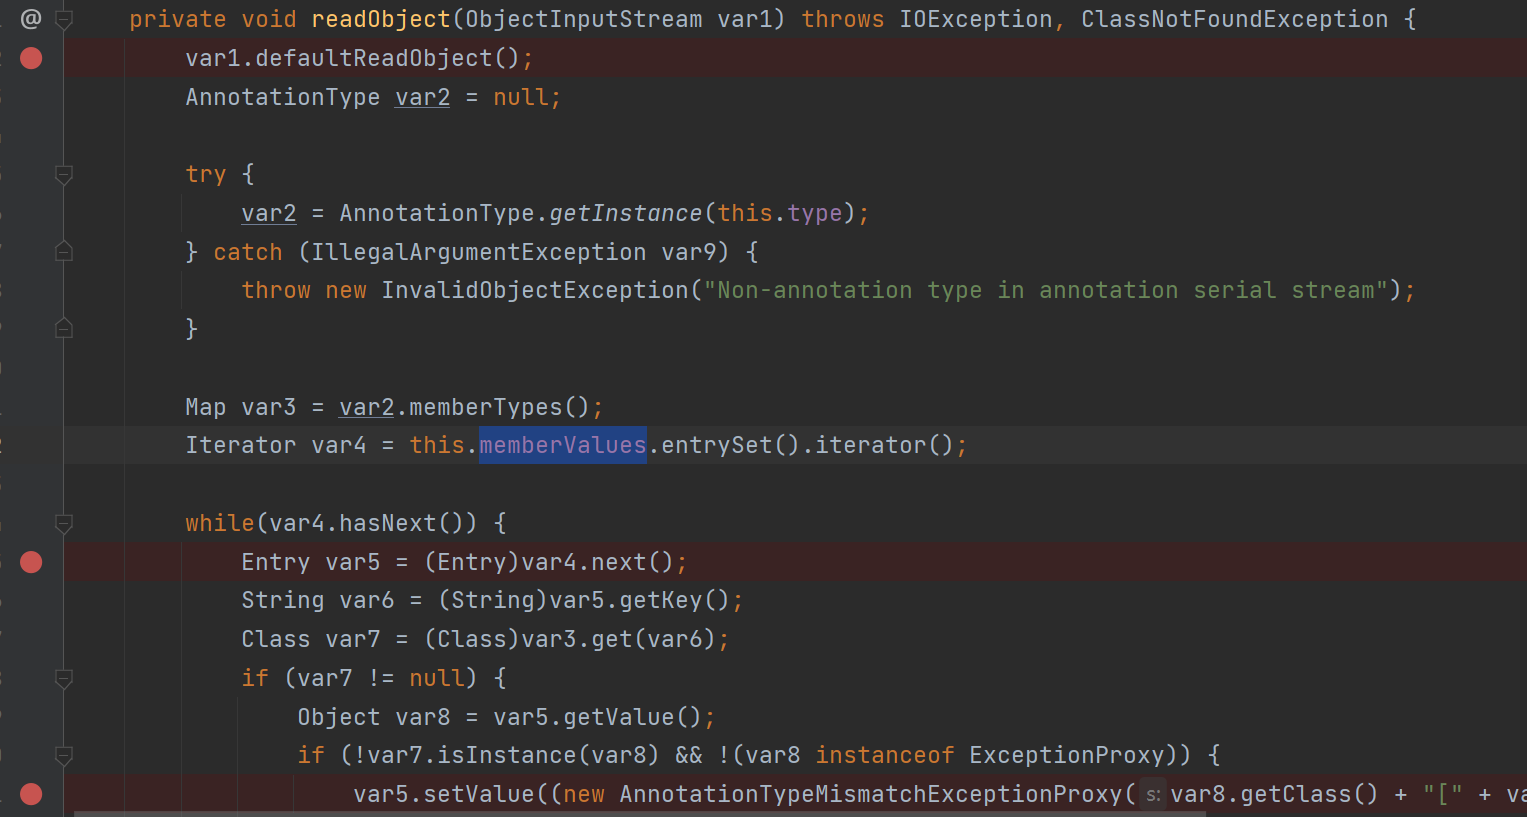 private void readObject(ObjectInputStream var1) throws IOException, ClassNotFoundException {
var1.defaultReadObject();
AnnotationType var2 = null;
try {
var2 = AnnotationType.getInstance(this.type);
} catch (IllegalArgumentException var9) {
throw new InvalidObjectException("Non-annotation type in annotation serial stream");
}
Map var3 = var2.memberTypes();
Iterator var4 = this.memberValues.entrySet().iterator();
while(var4.hasNext()) {
Entry var5 = (Entry)var4.next();
String var6 = (String)var5.getKey();
Class var7 = (Class)var3.get(var6);
if (var7 != null) {
Object var8 = var5.getValue();
if (!var7.isInstance(var8) && !(var8 instanceof ExceptionProxy)) {
var5.setValue((new AnnotationTypeMismatchExceptionProxy( s: var8.getClass() + "[" +